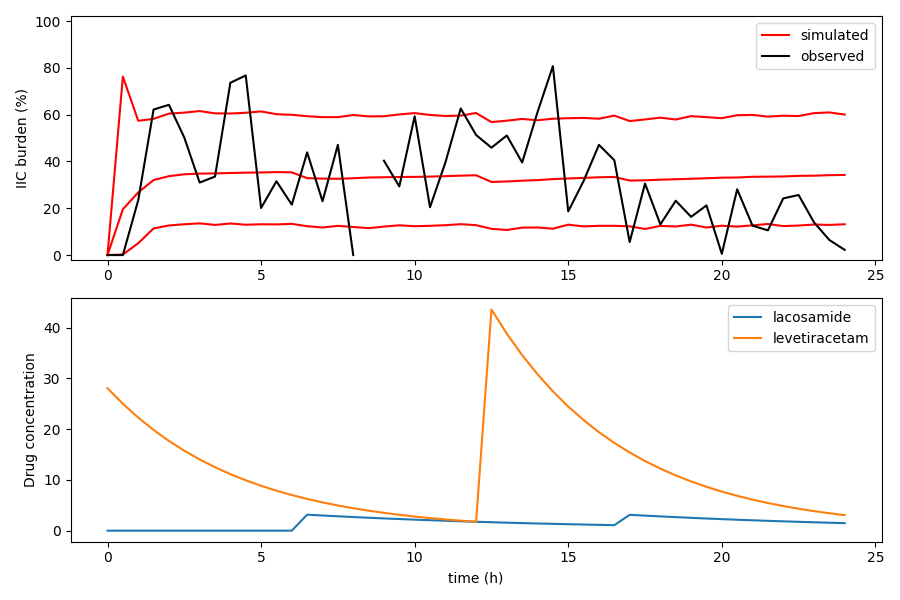 100
80
60
40
20
0
IIC burden (%)
simulated
observed
0 5 10 15 20 25
40
30
20
10
0
Drug concentration
lacosamide
levetiracetam
0 5 10 15 20 25
time (h)